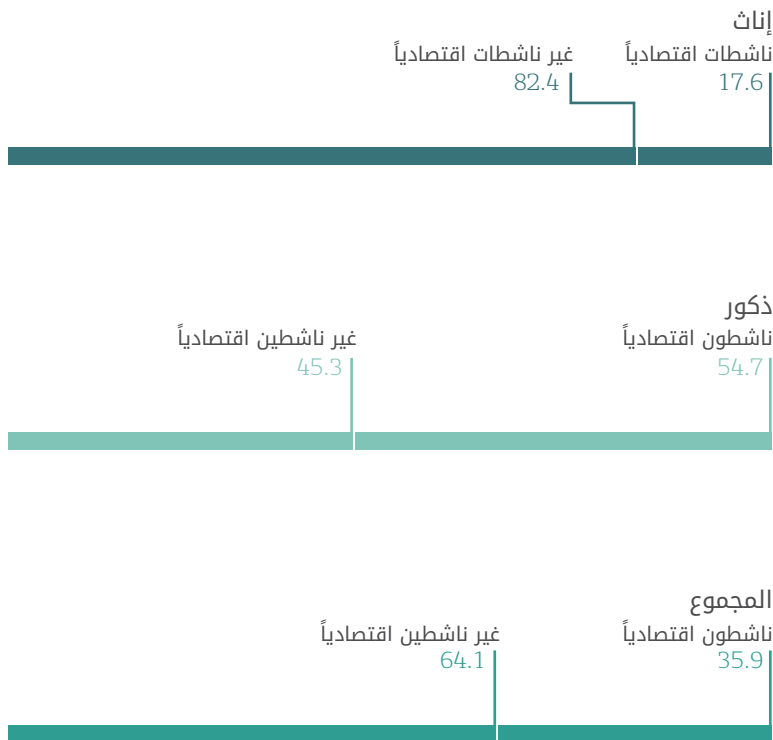 إناث
ناشطات اقتصادياً غير ناشطات اقتصادياً
17.6 82.4
ذكور
ناشطون اقتصادياً غير ناشطين اقتصادياً
54.7 45.3
المجموع
ناشطون اقتصادياً غير ناشطين اقتصادياً
35.9 64.1